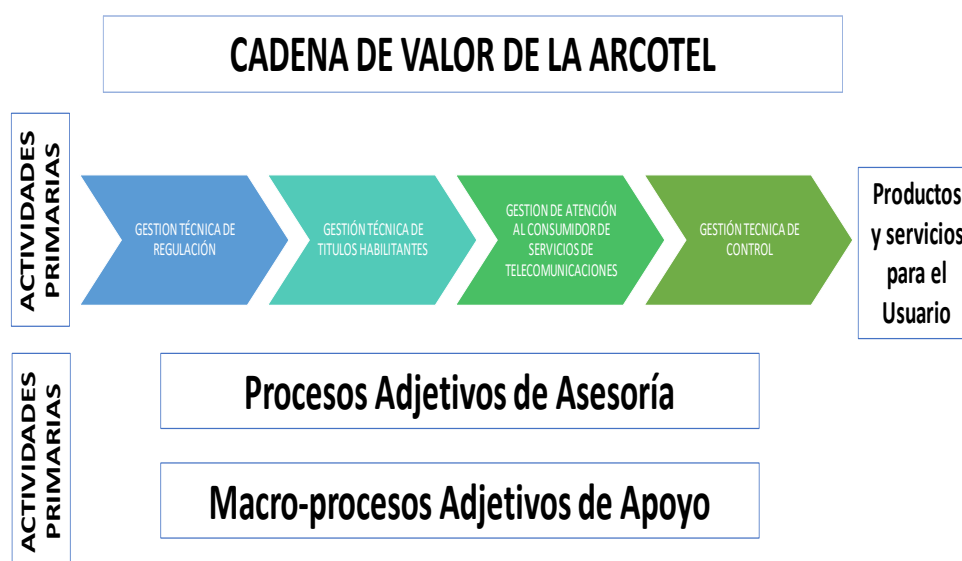 CADENA DE VALOR DE LA ARCOTEL
ACTIVIDADES
PRIMARIAS
GESTION TÉCNICA DE
REGULACIÓN
GESTIÓN TÉCNICA DE
TITULOS HABILITANTES
GESTION DE ATENCIÓN
AL CONSUMIDOR DE
SERVICIOS DE
TELECOMUNICACIONES
GESTIÓN TECNICA DE
CONTROL
Productos
y servicios
para el
Usuario
ACTIVIDADES
PRIMARIAS
Procesos Adjetivos de Asesoría
Macro-procesos Adjetivos de Apoyo